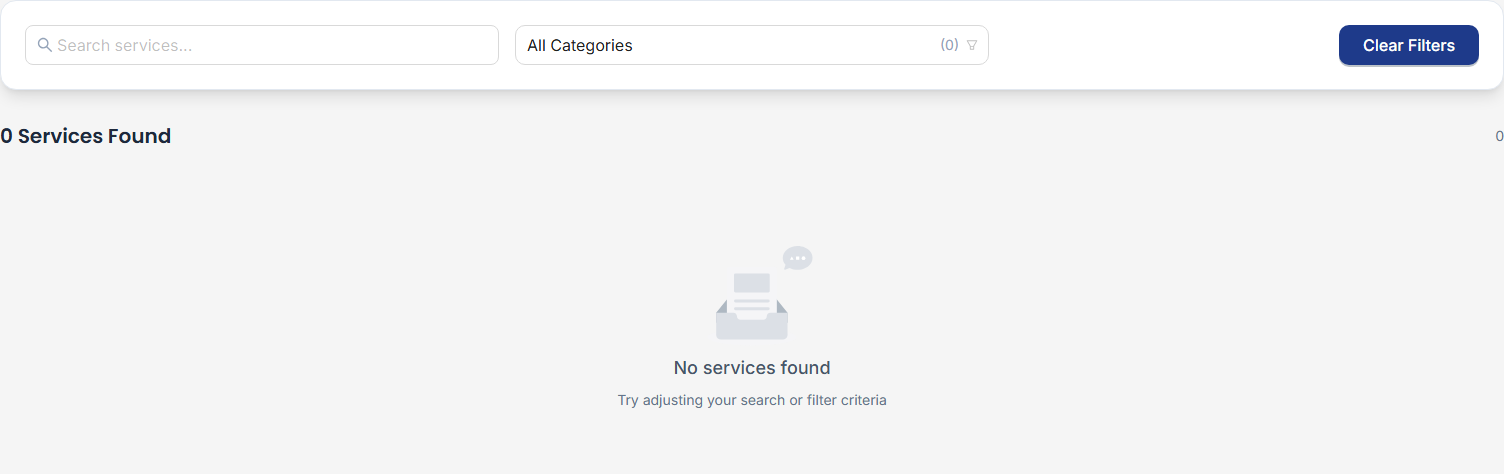 Search services...
All Categories (0)
Clear Filters
0 Services Found
0
No services found
Try adjusting your search or filter criteria